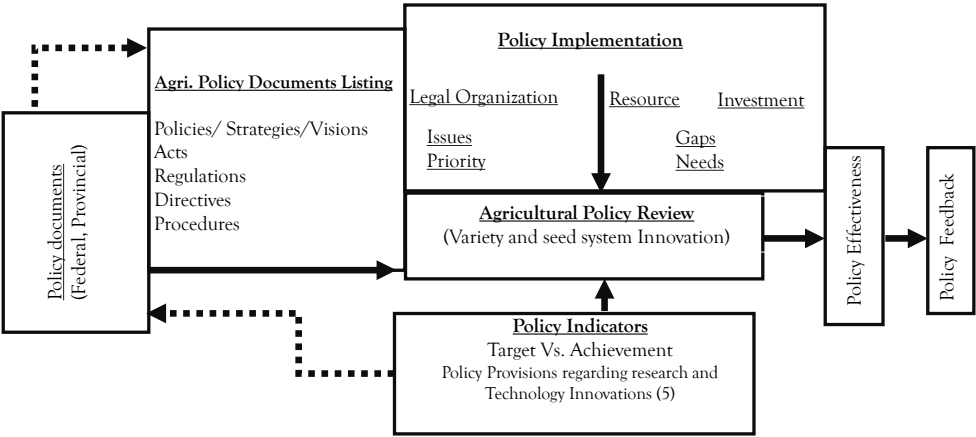 Policy documents
(Federal, Provincial)
Agri. Policy Documents Listing
Policies/ Strategies/Visions
Acts
Regulations
Directives
Procedures
Policy Implementation
Legal Organization
Resource
Investment
Issues
Priority
Gaps
Needs
Agricultural Policy Review
(Variety and seed system Innovation)
Policy Indicators
Target Vs. Achievement
Policy Provisions regarding research and
Technology Innovations (5)
Policy Effectiveness
Policy Feedback